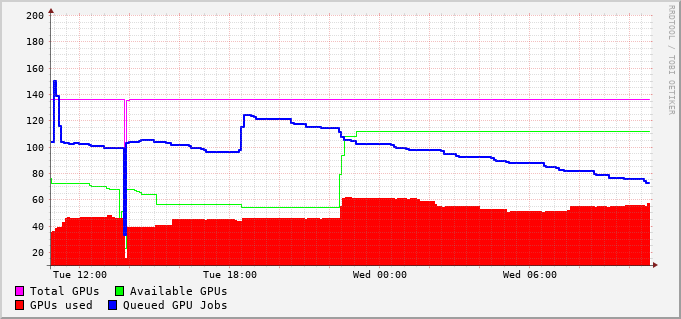 200
180
160
140
120
100
80
60
40
20
Tue 12:00 Tue 18:00 Wed 00:00 Wed 06:00
Total GPUs Available GPUs
GPUs used Queued GPU Jobs
RRDTOOL / TOBI OETIKER